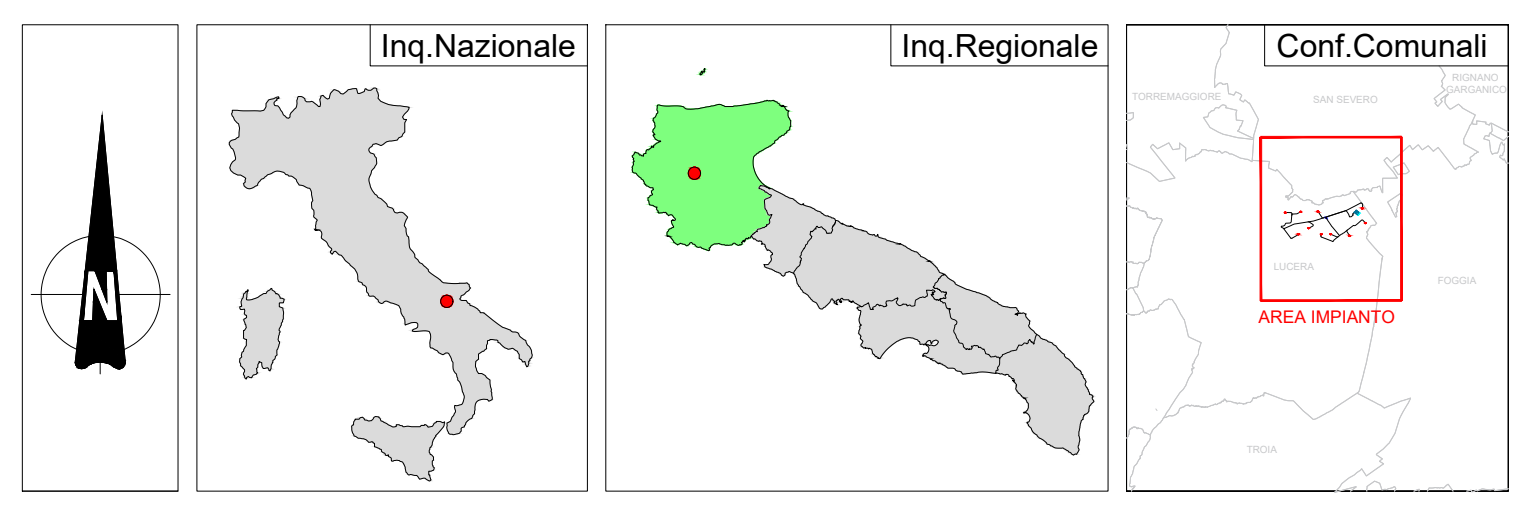 N
Inq.Nazionale
Inq.Regionale
Conf.Comunali
RIGNANO
GARGANICO
TORREMAGGIORE
SAN SEVERO
LUCERA
FOGGIA
AREA IMPIANTO
TROIA